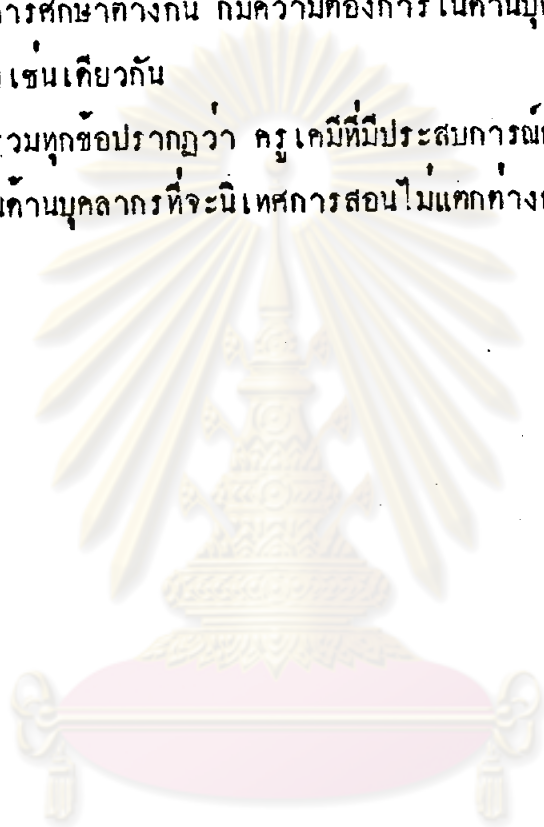 การศึกษาต่างกัน ก็มีความต้องการในด้านบุ
เช่นเดียวกัน
รวมทุกข้อปรากฏว่า ครูเคมีที่มีประสบการณ์
ด้านบุคลากรที่จะนิเทศการสอนไม่แตกต่าง